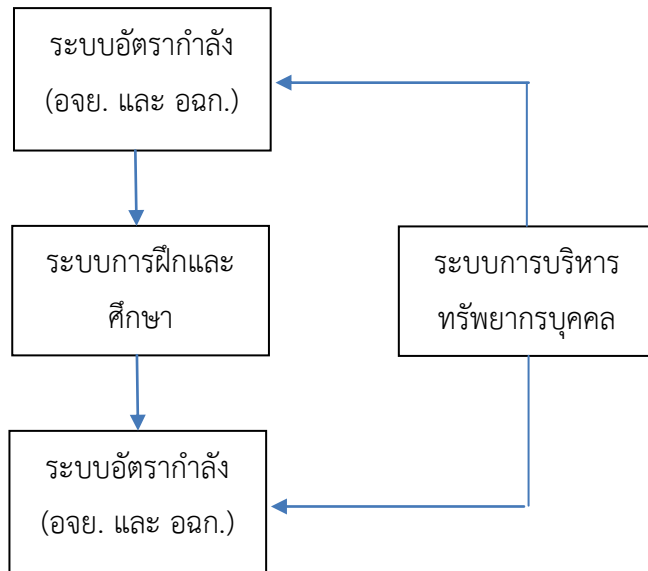 ระบบอัตรากำลัง
(อจย. และ อฉก.)
ระบบการฝึกและ
ศึกษา
ระบบการบริหาร
ทรัพยากรบุคคล
ระบบอัตรากำลัง
(อจย. และ อฉก.)